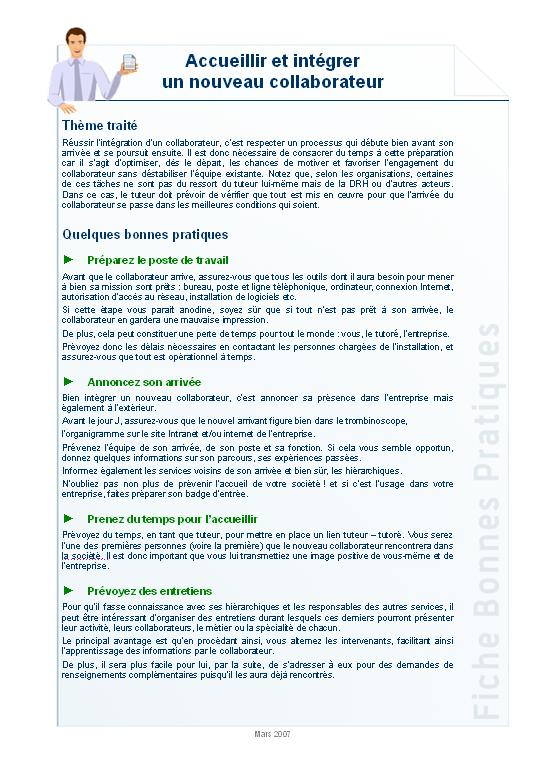 Accueillir et intégrer
un nouveau collaborateur
Thème traité
Réussir l'intégration d'un collaborateur, c'est respecter un processus qui débute bien avant son
arrivée et se poursuit ensuite. Il est donc nécessaire de consacrer du temps à cette préparation
car il s'agit d'optimiser, dès le départ, les chances de motiver et favoriser l'engagement du
collaborateur sans déstabiliser l'équipe existante. Notez que, selon les organisations, certaines
de ces tâches ne sont pas du ressort du tuteur lui-même mais de la DRH ou d'autres acteurs.
Dans ce cas, le tuteur doit prévoir de vérifier que tout est mis en œuvre pour que l'arrivée du
collaborateur se passe dans les meilleures conditions qui soient.
Quelques bonnes pratiques
► Préparez le poste de travail
Avant que le collaborateur arrive, assurez-vous que tous les outils dont il aura besoin pour mener
à bien sa mission sont prêts : bureau, poste et ligne téléphonique, ordinateur, connexion Internet,
autorisation d'accès au réseau, installation de logiciels etc.
Si cette étape vous parait anodine, soyez sûr que si tout n'est pas prêt à son arrivée, le
collaborateur en gardera une mauvaise impression.
De plus, cela peut constituer une perte de temps pour tout le monde : vous, le tutoré, l'entreprise.
Prévoyez donc les délais nécessaires en contactant les personnes chargées de l'installation, et
assurez-vous que tout est opérationnel à temps.
► Annoncez son arrivée
Bien intégrer un nouveau collaborateur, c'est annoncer sa présence dans l'entreprise mais
également à l'extérieur.
Avant le jour J, assurez-vous que le nouvel arrivant figure bien dans le trombinoscope,
l'organigramme sur le site Intranet et/ou internet de l'entreprise.
Prévenez l'équipe de son arrivée, de son poste et sa fonction. Si cela vous semble opportun,
donnez quelques informations sur son parcours, ses expériences passées.
Informez également les services voisins de son arrivée et bien sûr, les hiérarchiques.
N'oubliez pas non plus de prévenir l'accueil de votre société ! et si c'est l'usage dans votre
entreprise, faites préparer son badge d'entrée.
► Prenez du temps pour l'accueillir
Prévoyez du temps, en tant que tuteur, pour mettre en place un lien tuteur – tutoré. Vous serez
l'une des premières personnes (voire la première) que le nouveau collaborateur rencontrera dans
la société. Il est donc important que vous lui transmettiez une image positive de vous-même et de
l'entreprise.
► Prévoyez des entretiens
Pour qu'il fasse connaissance avec ses hiérarchiques et les responsables des autres services, il
peut être intéressant d'organiser des entretiens durant lesquels ces derniers pourront présenter
leur activité, leurs collaborateurs, le métier ou la spécialité de chacun.
Le principal avantage est qu'en procédant ainsi, vous alternez les intervenants, facilitant ainsi
l'apprentissage des informations par le collaborateur.
De plus, il sera plus facile pour lui, par la suite, de s'adresser à eux pour des demandes de
renseignements complémentaires puisqu'il les aura déjà rencontrés.
Fiche Bonnes Pratiques
Mars 2007